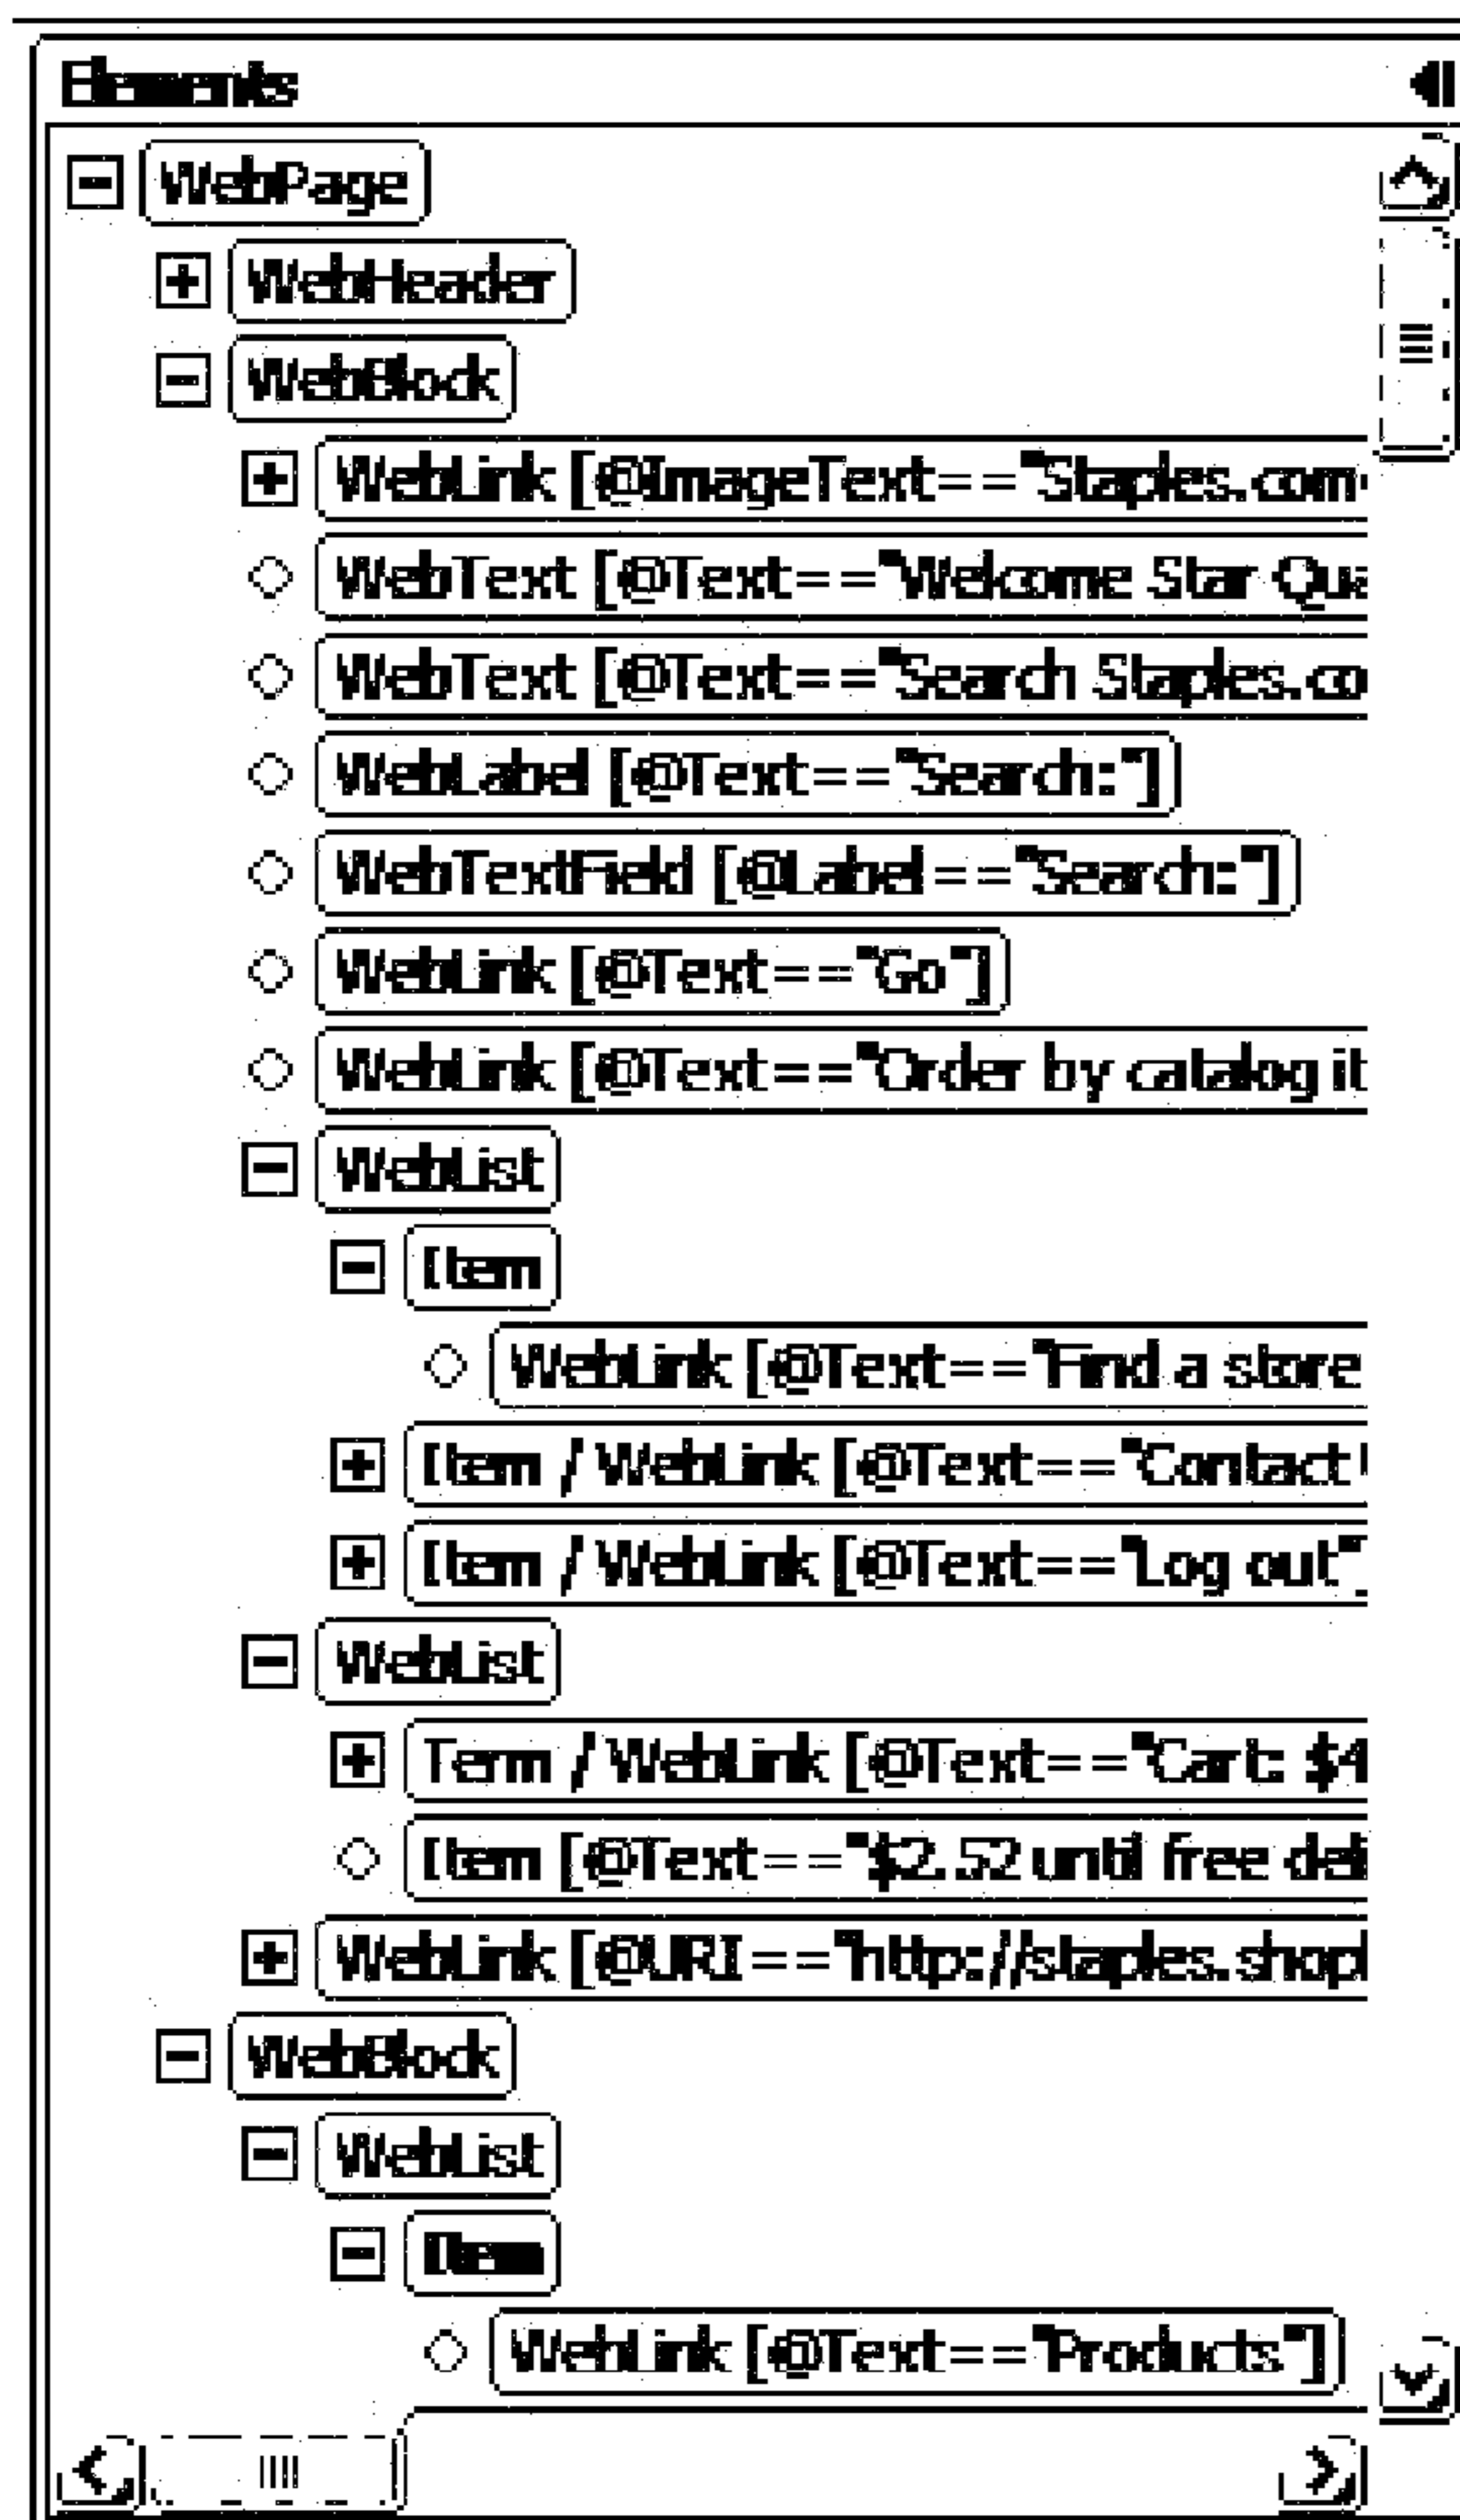 Elements
WebPage
WebHeader
WebBlock
WebLink [@ImageText=="Staples.com
WebText [@Text=="Welcome Star Qua
WebText [@Text=="Search Staples.co
WebLabel [@Text=="Search:"]
WebTextField [@Label=="Search:"]
WebLink [@Text=="Go"]
WebLink [@Text=="Order by catalog it
WebList
Item
WebLink [@Text=="Find a store
Item / WebLink [@Text=="Contact
Item / WebLink [@Text=="Log out"
WebList
Term / WebLink [@Text=="Cart: $4
Item [@Text=="$2.52 until free del
WebLink [@URI=="http://staples.shop
WebBlock
WebList
Item
WebLink [@Text=="Products"]